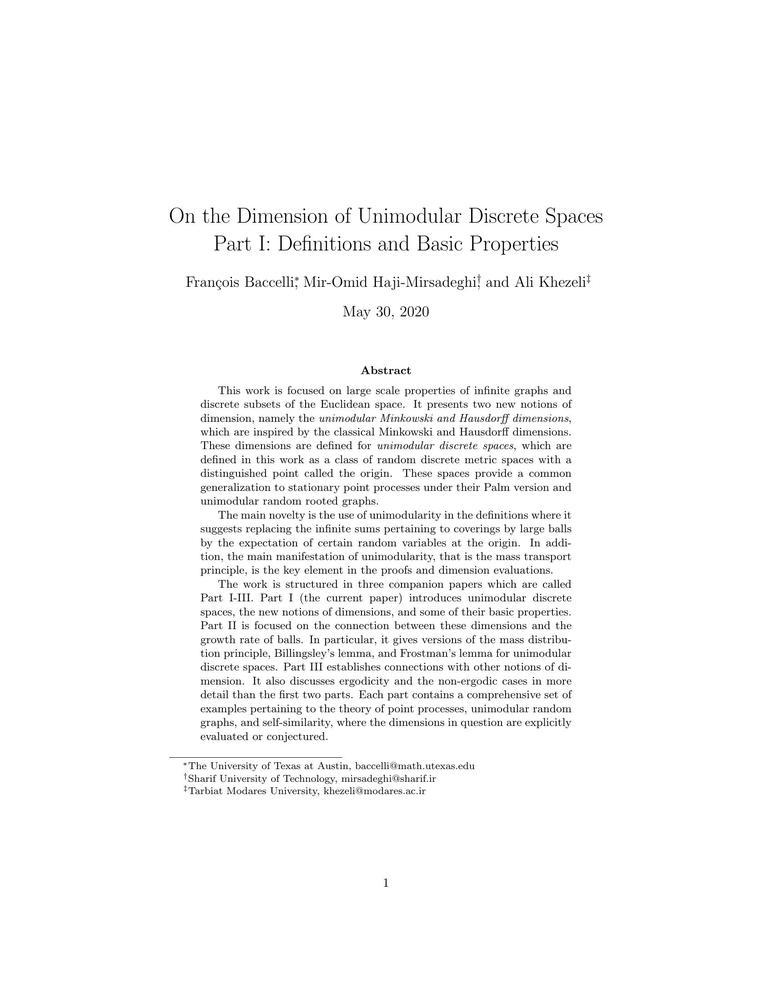 On the Dimension of Unimodular Discrete Spaces
Part I: Definitions and Basic Properties
François Baccelli*, Mir-Omid Haji-Mirsadeghi†, and Ali Khezeli‡
May 30, 2020
Abstract
This work is focused on large scale properties of infinite graphs and
discrete subsets of the Euclidean space. It presents two new notions of
dimension, namely the unimodular Minkowski and Hausdorff dimensions,
which are inspired by the classical Minkowski and Hausdorff dimensions.
These dimensions are defined for unimodular discrete spaces, which are
defined in this work as a class of random discrete metric spaces with a
distinguished point called the origin. These spaces provide a common
generalization to stationary point processes under their Palm version and
unimodular random rooted graphs.
The main novelty is the use of unimodularity in the definitions where it
suggests replacing the infinite sums pertaining to coverings by large balls
by the expectation of certain random variables at the origin. In addi-
tion, the main manifestation of unimodularity, that is the mass transport
principle, is the key element in the proofs and dimension evaluations.
The work is structured in three companion papers which are called
Part I-III. Part I (the current paper) introduces unimodular discrete
spaces, the new notions of dimensions, and some of their basic properties.
Part II is focused on the connection between these dimensions and the
growth rate of balls. In particular, it gives versions of the mass distribu-
tion principle, Billingsley's lemma, and Frostman's lemma for unimodular
discrete spaces. Part III establishes connections with other notions of di-
mension. It also discusses ergodicity and the non-ergodic cases in more
detail than the first two parts. Each part contains a comprehensive set of
examples pertaining to the theory of point processes, unimodular random
graphs, and self-similarity, where the dimensions in question are explicitly
evaluated or conjectured.
*The University of Texas at Austin, baccelli@math.utexas.edu
†Sharif University of Technology, mirsadeghi@sharif.ir
‡Tarbiat Modares University, khezeli@modares.ac.ir
1